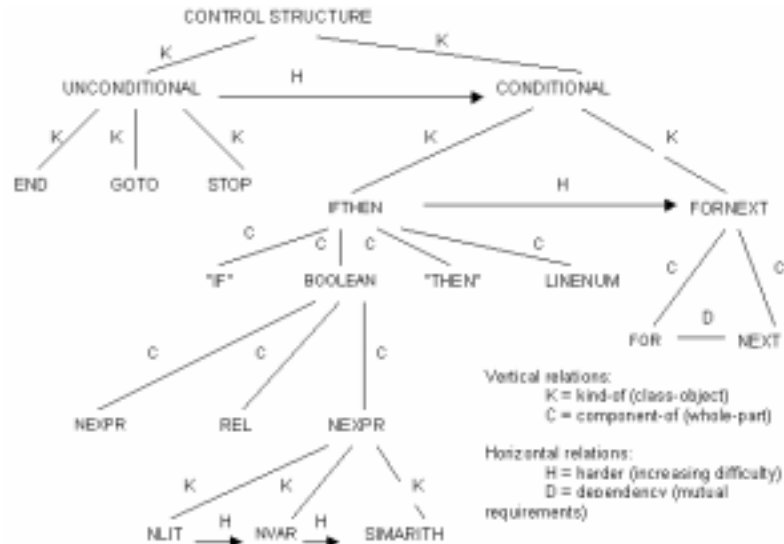 CONTROL STRUCTURE
K K
UNCONDITIONAL H CONDITIONAL
K K K K K
END GOTO STOP H
IFTHEN FORNEXT
C C C C C C
"IF" BOOLEAN "THEN" LINENUM
D
FOR NEXT
C C C
Vertical relations:
K = kind-of (class-object)
C = component-of (whole-part)
NEXPR REL NEXPR
Horizontal relations:
H = harder (increasing difficulty)
D = dependency (mutual
requirements)
K K K
H H
NLIT NVAR SIMARITH